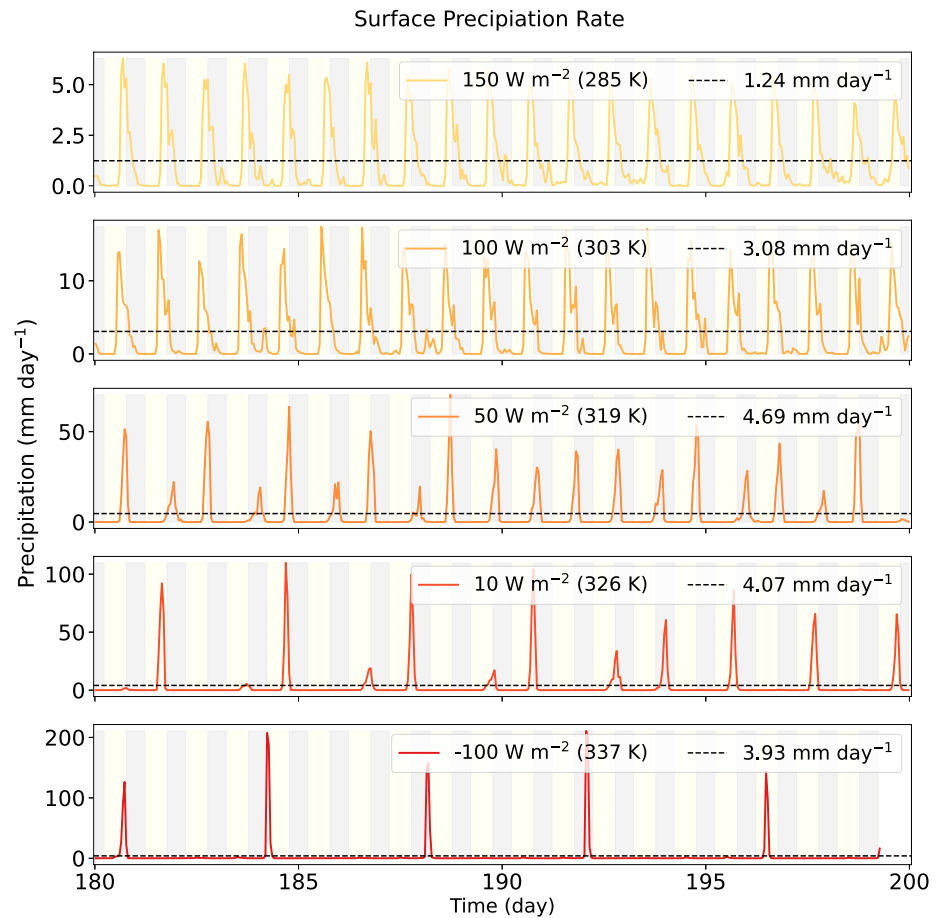 Surface Precipiation Rate
Precipitation (mm day⁻¹)
150 W m⁻² (285 K) 1.24 mm day⁻¹
5.0
2.5
0.0
100 W m⁻² (303 K) 3.08 mm day⁻¹
10
0
50 W m⁻² (319 K) 4.69 mm day⁻¹
50
0
10 W m⁻² (326 K) 4.07 mm day⁻¹
100
50
0
-100 W m⁻² (337 K) 3.93 mm day⁻¹
200
100
0
180 185 190 195 200
Time (day)